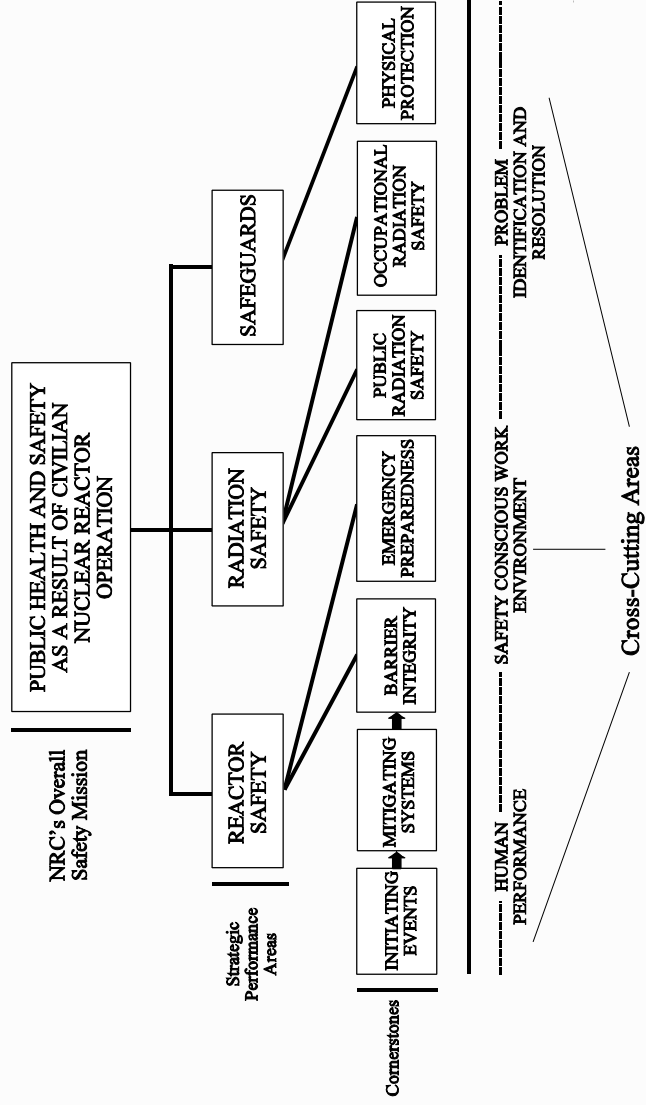 NRC's Overall
Safety Mission
PUBLIC HEALTH AND SAFETY
AS A RESULT OF CIVILIAN
NUCLEAR REACTOR
OPERATION
Strategic
Performance
Areas
REACTOR
SAFETY
RADIATION
SAFETY
SAFEGUARDS
Cornerstones
INITIATING
EVENTS
MITIGATING
SYSTEMS
BARRIER
INTEGRITY
EMERGENCY
PREPAREDNESS
PUBLIC
RADIATION
SAFETY
OCCUPATIONAL
RADIATION
SAFETY
PHYSICAL
PROTECTION
HUMAN
PERFORMANCE
SAFETY CONSCIOUS WORK
ENVIRONMENT
PROBLEM
IDENTIFICATION AND
RESOLUTION
Cross-Cutting Areas